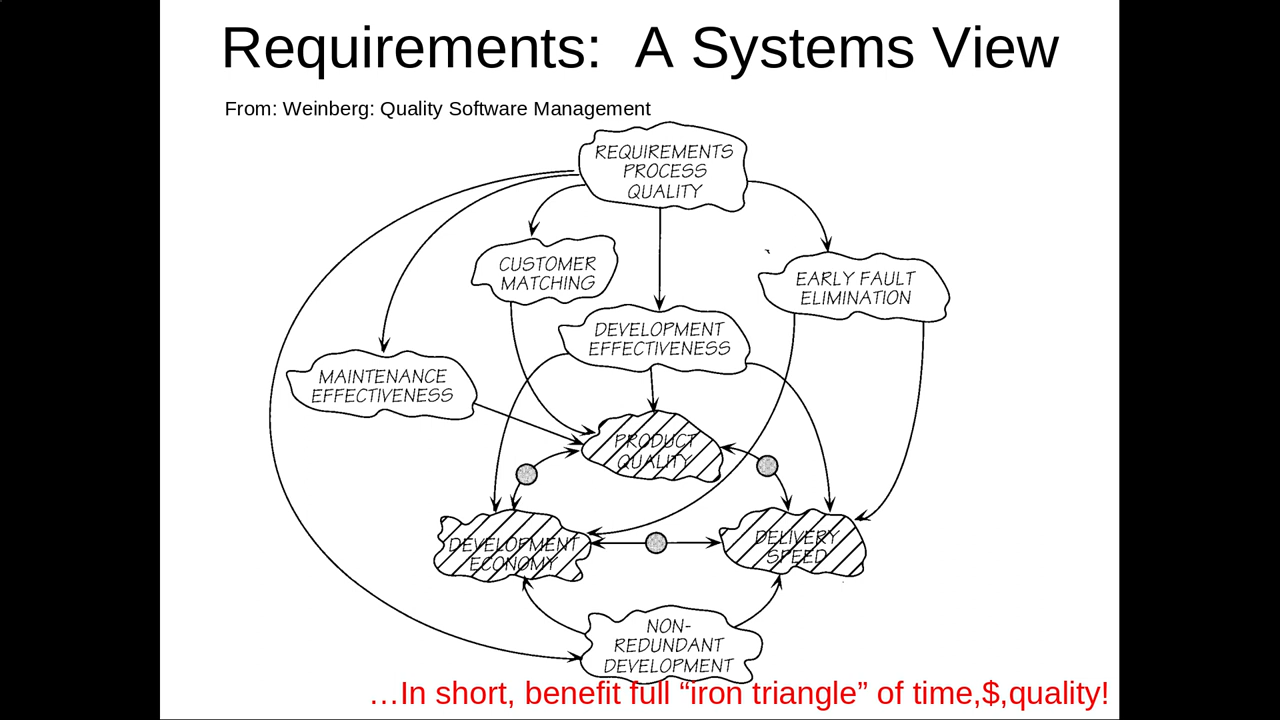 Requirements:  A Systems View
From: Weinberg: Quality Software Management
REQUIREMENTS
PROCESS
QUALITY
CUSTOMER
MATCHING
EARLY FAULT
ELIMINATION
DEVELOPMENT
EFFECTIVENESS
MAINTENANCE
EFFECTIVENESS
PRODUCT
QUALITY
DEVELOPMENT
ECONOMY
DELIVERY
SPEED
NON-
REDUNDANT
DEVELOPMENT
…In short, benefit full “iron triangle” of time,$,quality!